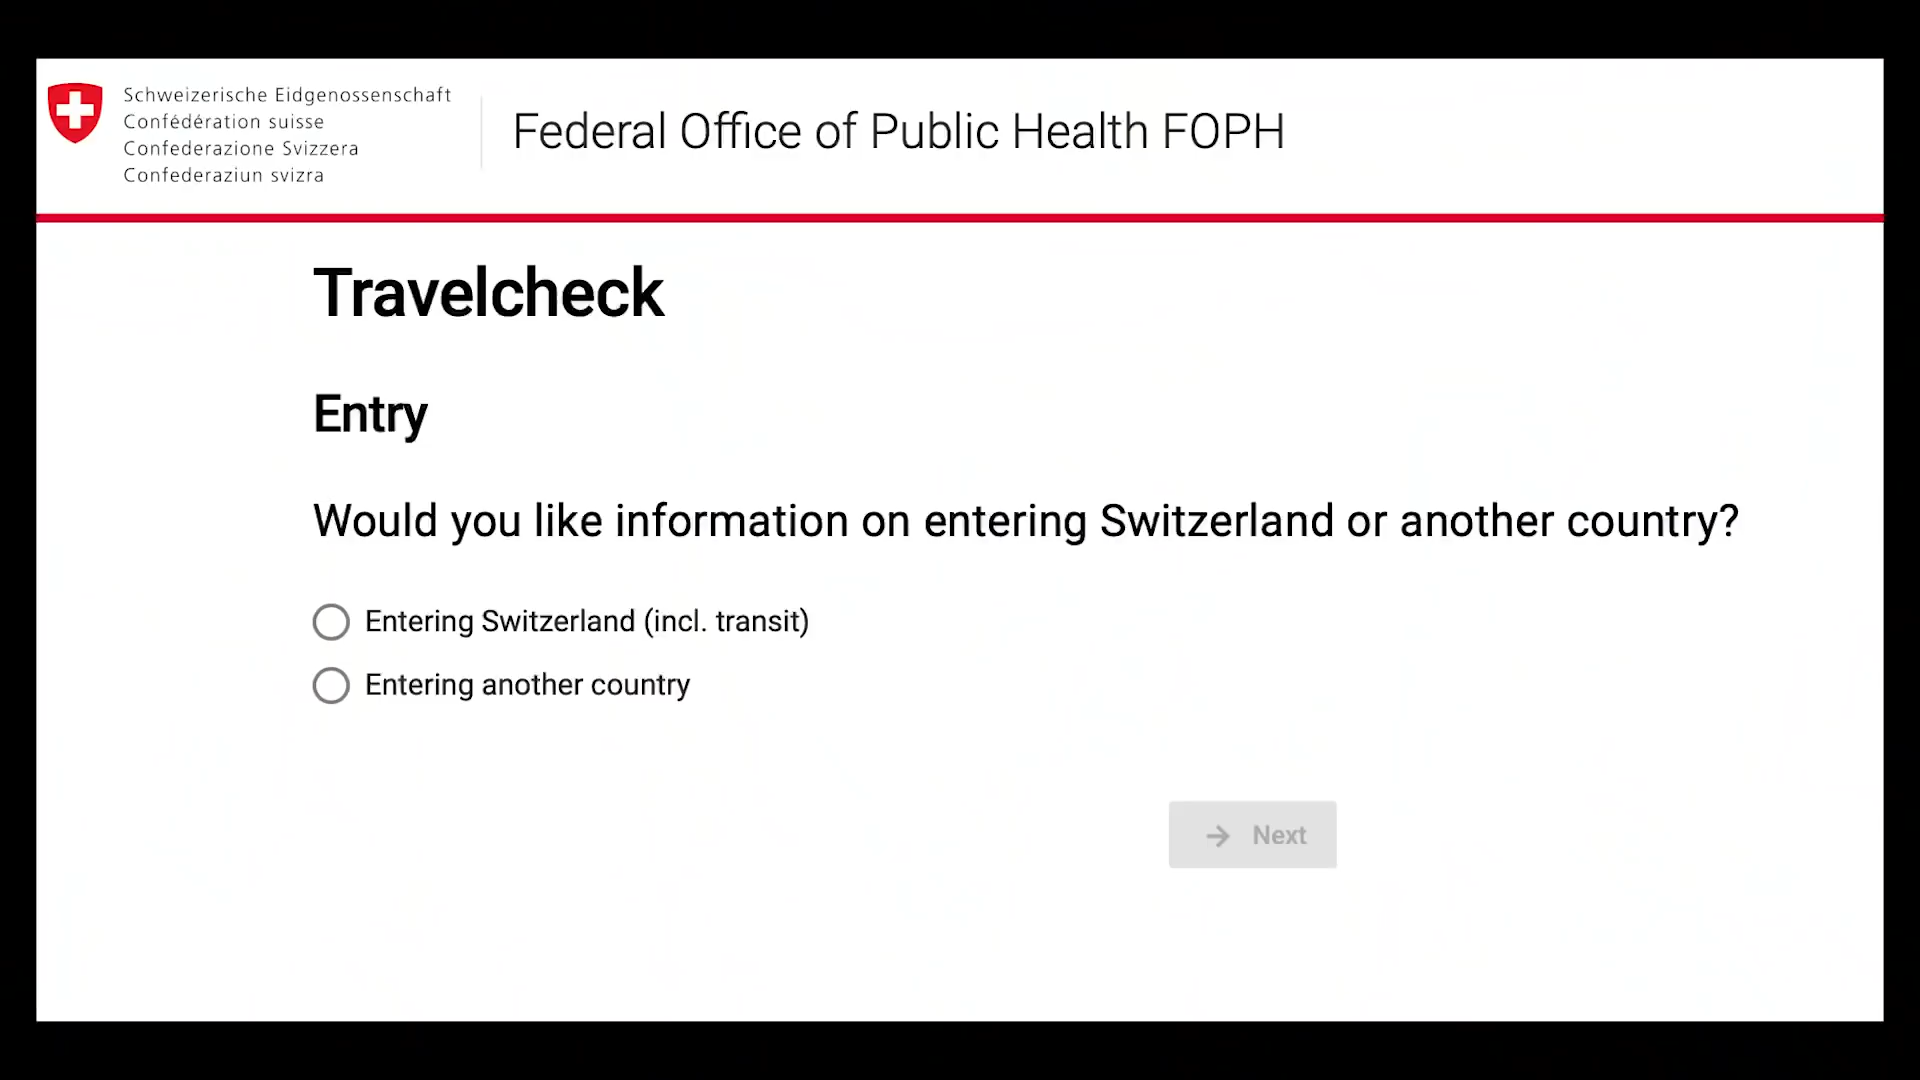 Schweizerische Eidgenossenschaft
Confédération suisse
Confederazione Svizzera
Confederaziun svizra
Federal Office of Public Health FOPH
Travelcheck
Entry
Would you like information on entering Switzerland or another country?
Entering Switzerland (incl. transit)
Entering another country
Next